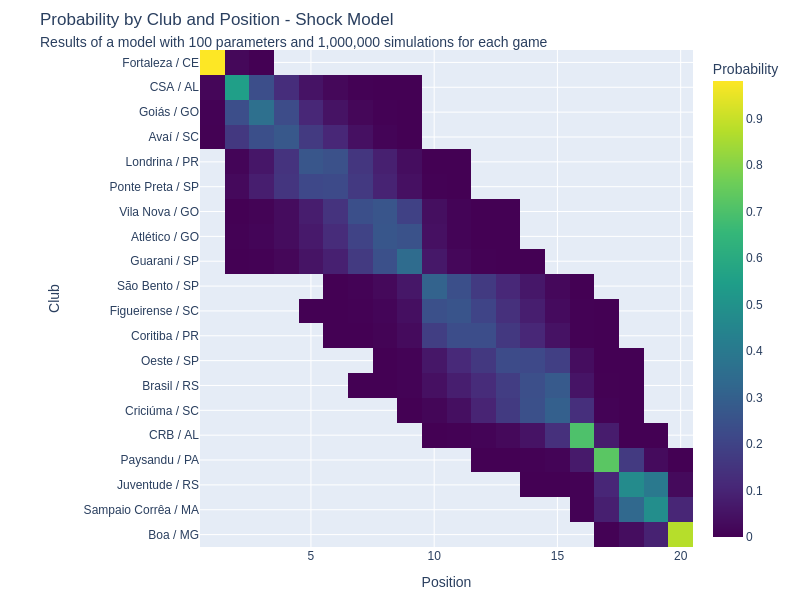 Probability by Club and Position - Shock Model
Results of a model with 100 parameters and 1,000,000 simulations for each game
Probability
Fortaleza / CE
CSA / AL
Goiás / GO
Avaí / SC
Londrina / PR
Ponte Preta / SP
Vila Nova / GO
Atlético / GO
Guarani / SP
São Bento / SP
Figueirense / SC
Coritiba / PR
Oeste / SP
Brasil / RS
Criciúma / SC
CRB / AL
Paysandu / PA
Juventude / RS
Sampaio Corrêa / MA
Boa / MG
Club
5 10 15 20
Position
0.9
0.8
0.7
0.6
0.5
0.4
0.3
0.2
0.1
0